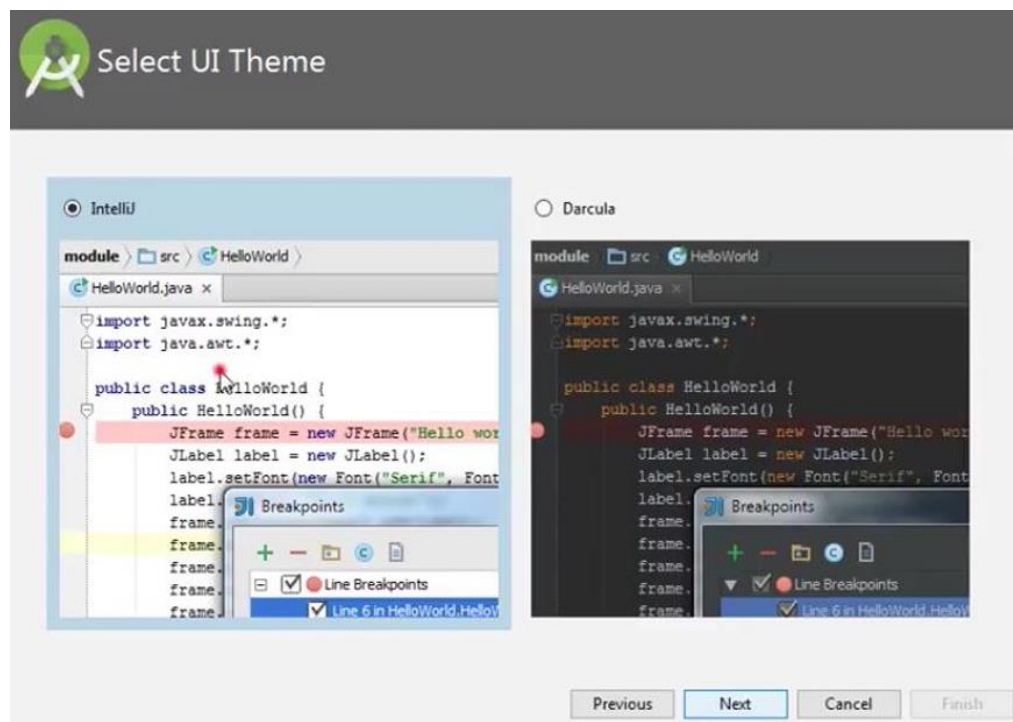 Select UI Theme
IntelliJ
module src HelloWorld
HelloWorld.java ×
import javax.swing.*;
import java.awt.*;
public class HelloWorld {
public HelloWorld() {
JFrame frame = new JFrame("Hello wor
JLabel label = new JLabel();
label.setFont(new Font("Serif", Font
label.
frame.
frame.
frame.
frame.
frame.
Breakpoints
Line Breakpoints
Line 6 in HelloWorld.HelloW
Darcula
module src HelloWorld
HelloWorld.java ×
import javax.swing.*;
import java.awt.*;
public class HelloWorld {
public HelloWorld() {
JFrame frame = new JFrame("Hello wor
JLabel label = new JLabel();
label.setFont(new Font("Serif", Font
label.
frame.
frame.
frame.
frame.
frame.
Breakpoints
Line Breakpoints
Line 6 in HelloWorld.HelloW
Previous Next Cancel Finish